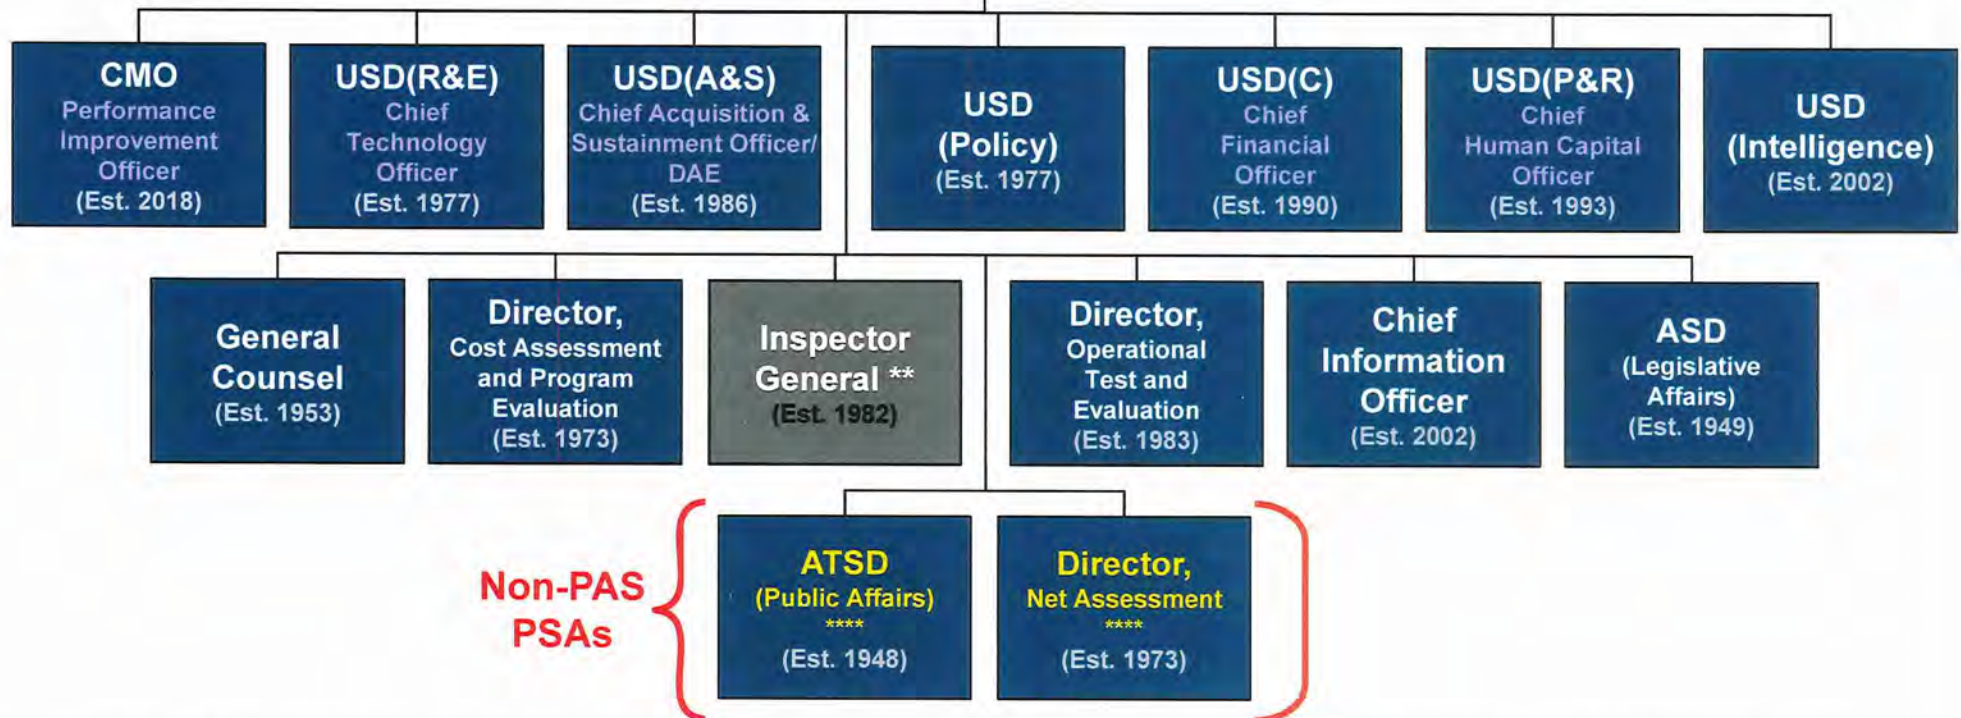 CMO
Performance
Improvement
Officer
(Est. 2018)
USD(R&E)
Chief
Technology
Officer
(Est. 1977)
USD(A&S)
Chief Acquisition &
Sustainment Officer/
DAE
(Est. 1986)
USD
(Policy)
(Est. 1977)
USD(C)
Chief
Financial
Officer
(Est. 1990)
USD(P&R)
Chief
Human Capital
Officer
(Est. 1993)
USD
(Intelligence)
(Est. 2002)
General
Counsel
(Est. 1953)
Director,
Cost Assessment
and Program
Evaluation
(Est. 1973)
Inspector
General **
(Est. 1982)
Director,
Operational
Test and
Evaluation
(Est. 1983)
Chief
Information
Officer
(Est. 2002)
ASD
(Legislative
Affairs)
(Est. 1949)
Non-PAS
PSAs
ATSD
(Public Affairs)
****
(Est. 1948)
Director,
Net Assessment
****
(Est. 1973)